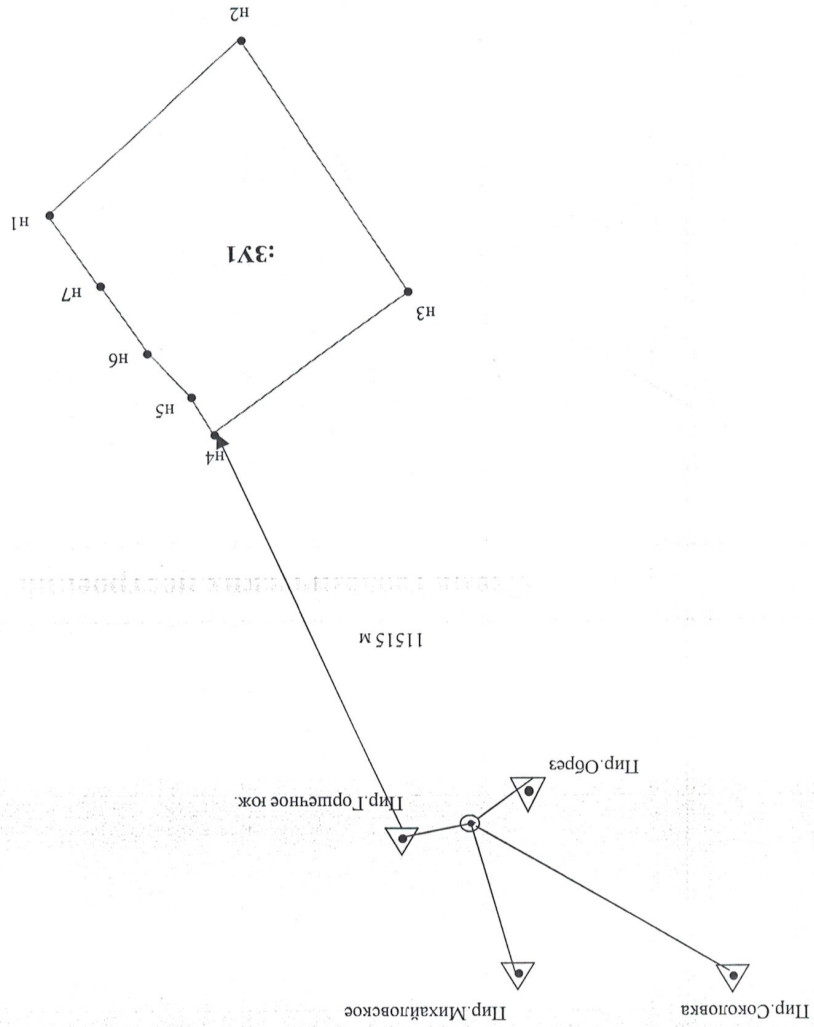 Пир.Соколовка
Пир.Михайловское
Пир.Обрез
Пир.Горшечное юж.
11515 м
н4
н5
н6
н3
н7
:ЗУ1
н1
н2